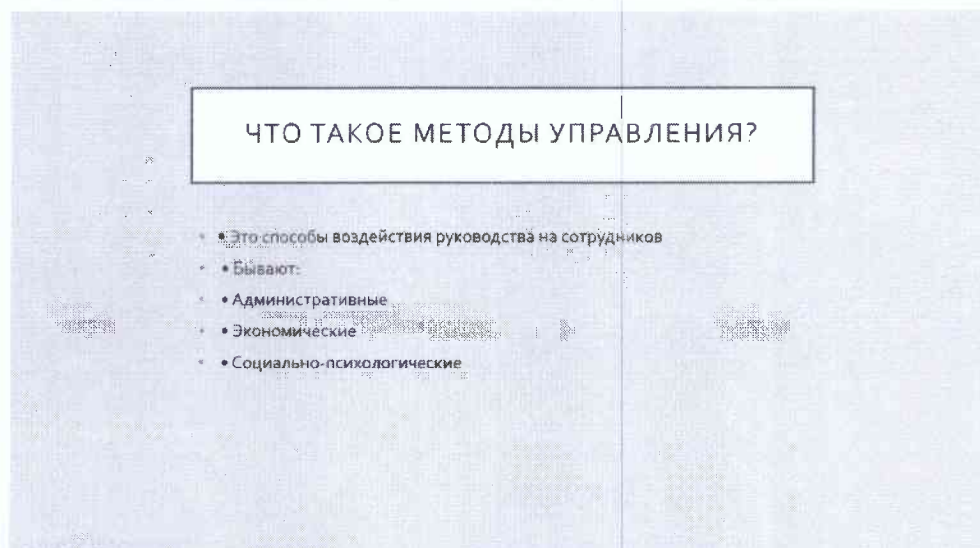 ЧТО ТАКОЕ МЕТОДЫ УПРАВЛЕНИЯ?
• • Это способы воздействия руководства на сотрудников
• • Бывают:
• • Административные
• • Экономические
• • Социально-психологические